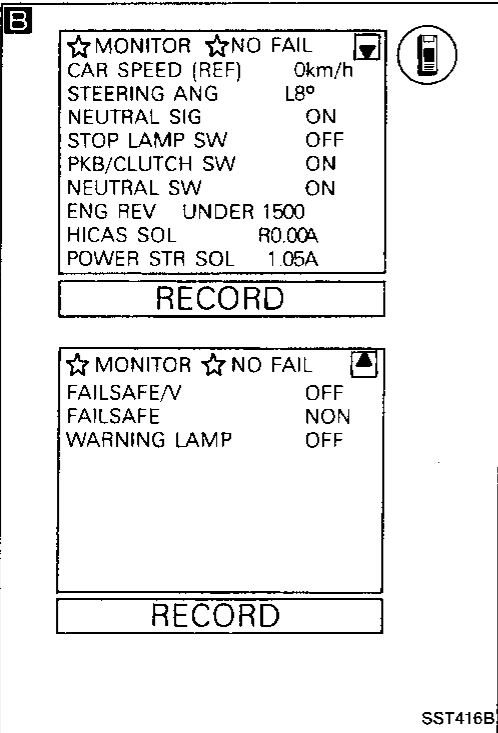 B
☆MONITOR ☆NO FAIL
CAR SPEED (REF) 0km/h
STEERING ANG L8º
NEUTRAL SIG ON
STOP LAMP SW OFF
PKB/CLUTCH SW ON
NEUTRAL SW ON
ENG REV UNDER 1500
HICAS SOL R0.00A
POWER STR SOL 1.05A
RECORD
☆MONITOR ☆NO FAIL
FAILSAFE/V OFF
FAILSAFE NON
WARNING LAMP OFF
RECORD
SST416B